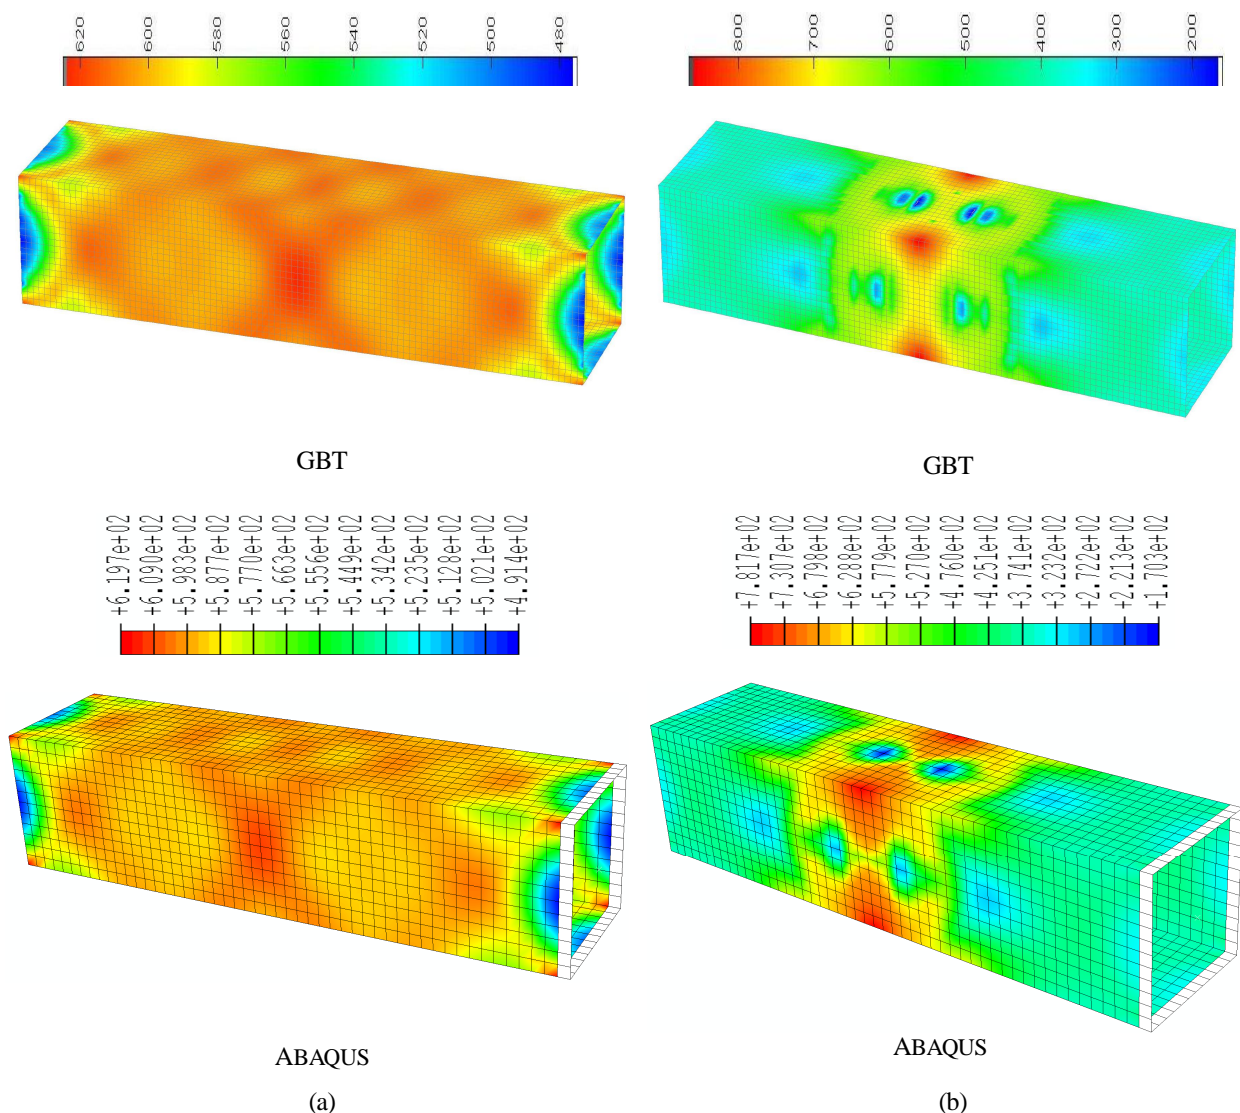 620 600 580 560 540 520 500 480
800 700 600 500 400 300 200
GBT
GBT
+6.197e+02
+6.090e+02
+5.983e+02
+5.877e+02
+5.770e+02
+5.663e+02
+5.556e+02
+5.449e+02
+5.342e+02
+5.235e+02
+5.128e+02
+5.021e+02
+4.914e+02
+7.817e+02
+7.307e+02
+6.798e+02
+6.288e+02
+5.779e+02
+5.270e+02
+4.760e+02
+4.251e+02
+3.741e+02
+3.232e+02
+2.722e+02
+2.213e+02
+1.703e+02
ABAQUS
ABAQUS
(a)
(b)